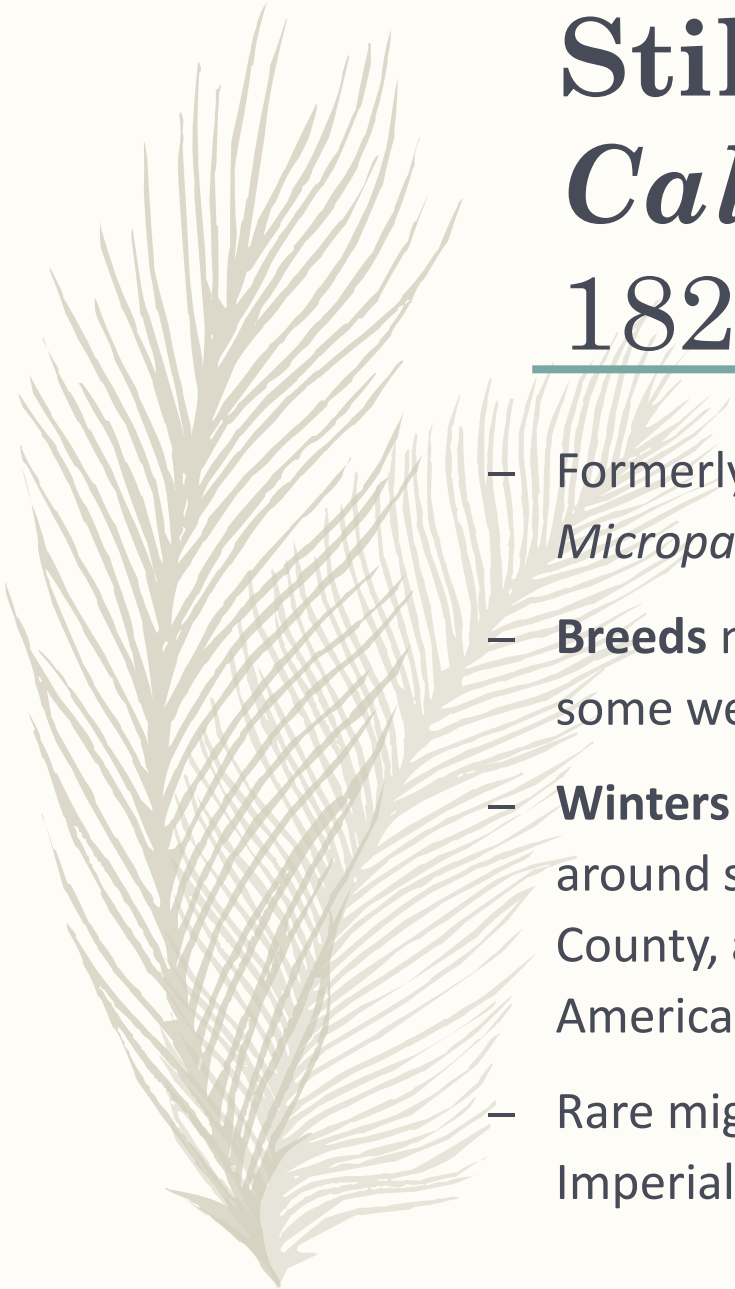 Stil
Cal
182
– Formerly
Micropa
– Breeds
some we
– Winters
around s
County, a
America
– Rare mig
Imperial